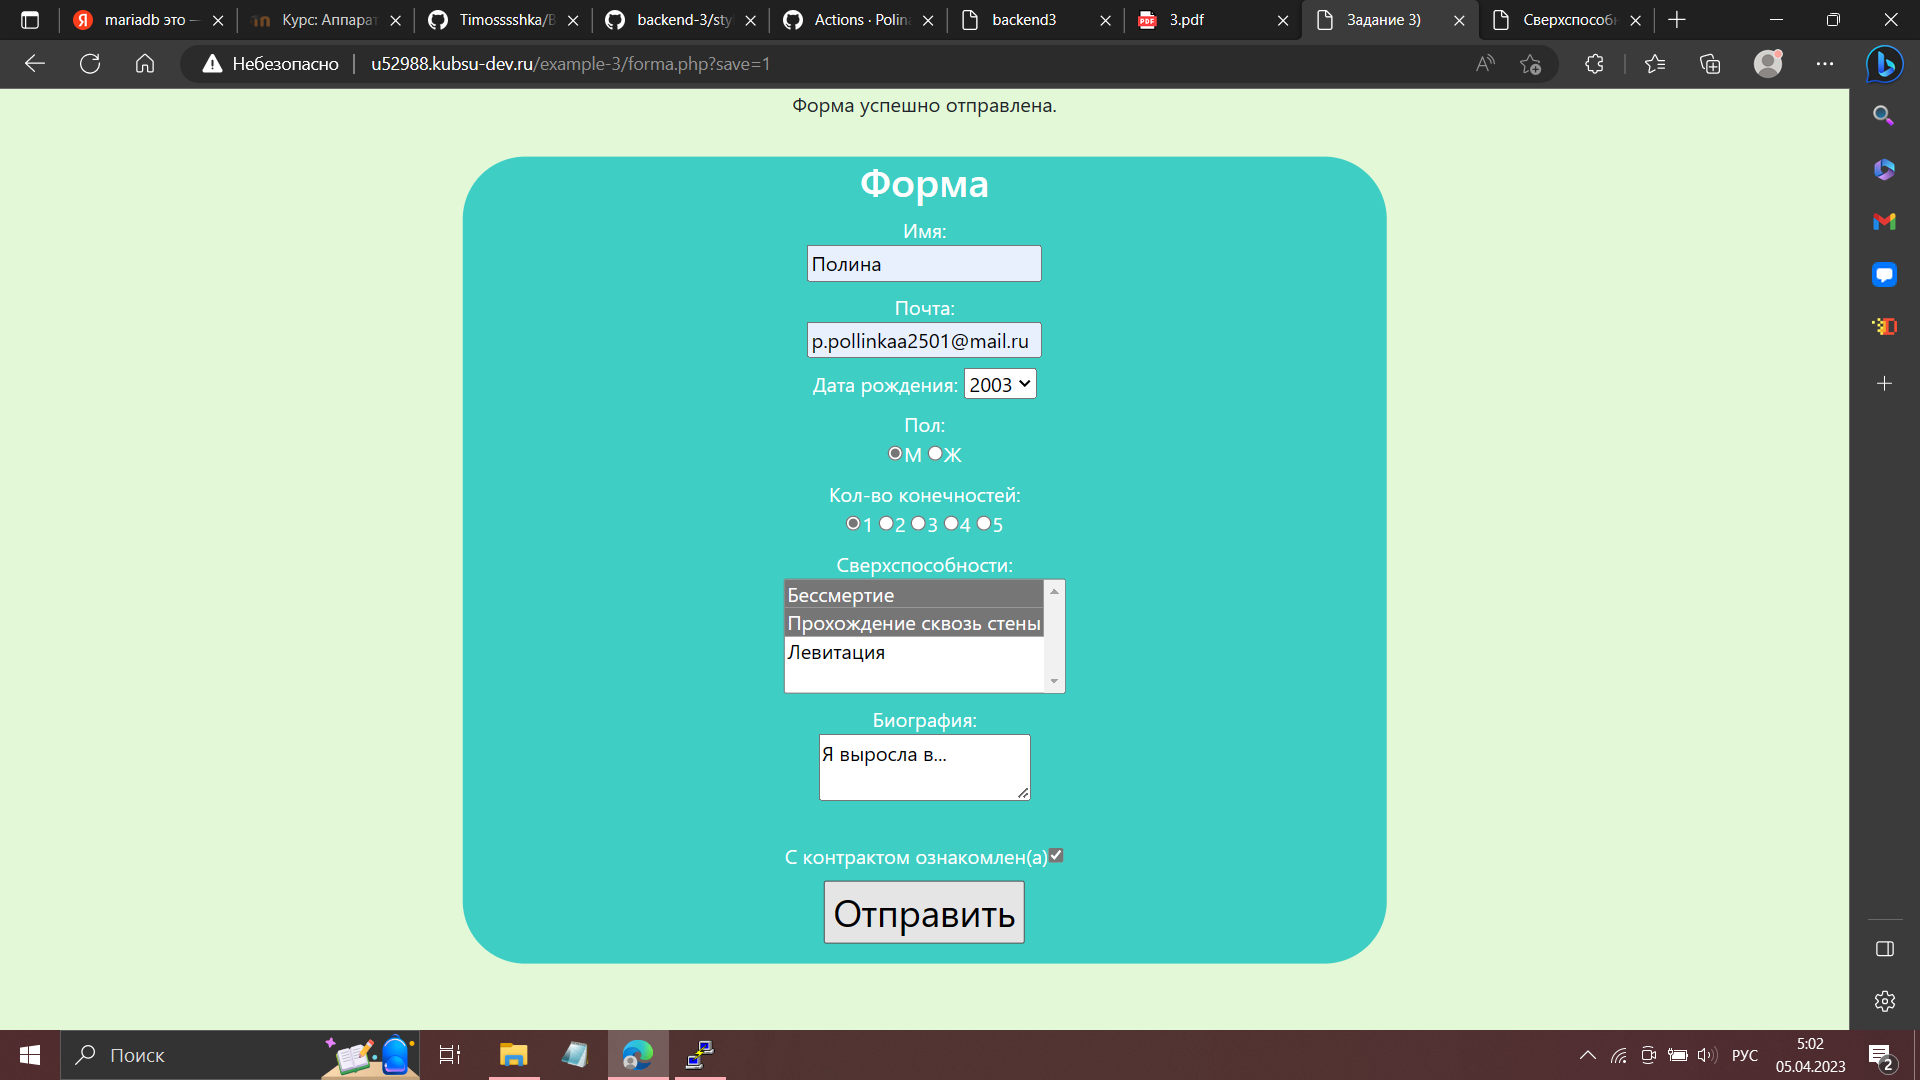 mariadb это —
Курс: Аппарат
Timosssshka/B
backend-3/sty
Actions · Polina
backend3
3.pdf
Задание 3)
Сверхспособн
Небезопасно
u52988.kubsu-dev.ru/example-3/forma.php?save=1
Форма успешно отправлена.
Форма
Имя:
Полина
Почта:
p.pollinkaa2501@mail.ru
Дата рождения: 2003
Пол:
М Ж
Кол-во конечностей:
1 2 3 4 5
Сверхспособности:
Бессмертие
Прохождение сквозь стены
Левитация
Биография:
Я выросла в...
С контрактом ознакомлен(а)
Отправить
Поиск
РУС
5:02
05.04.2023
2